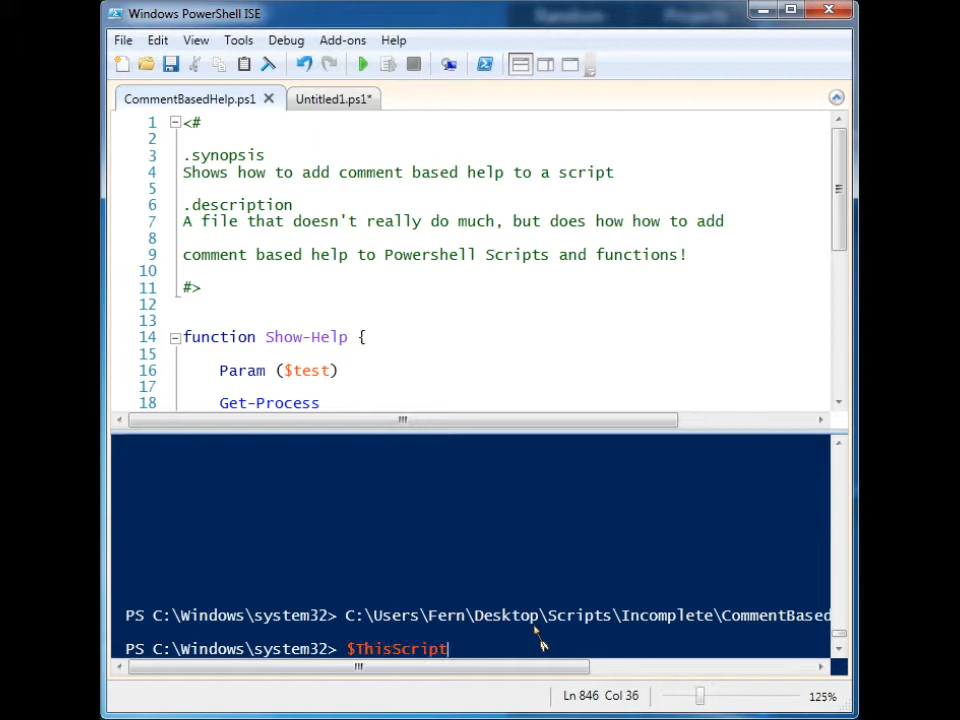 Windows PowerShell ISE
File Edit View Tools Debug Add-ons Help
CommentBasedHelp.ps1 Untitled1.ps1*
1 <#
2
3 .synopsis
4 Shows how to add comment based help to a script
5
6 .description
7 A file that doesn't really do much, but does how how to add
8
9 comment based help to Powershell Scripts and functions!
10
11 #>
12
13
14 function Show-Help {
15
16 Param ($test)
17
18 Get-Process
PS C:\Windows\system32> C:\Users\Fern\Desktop\Scripts\Incomplete\CommentBased
PS C:\Windows\system32> $ThisScript
Ln 846 Col 36 125%